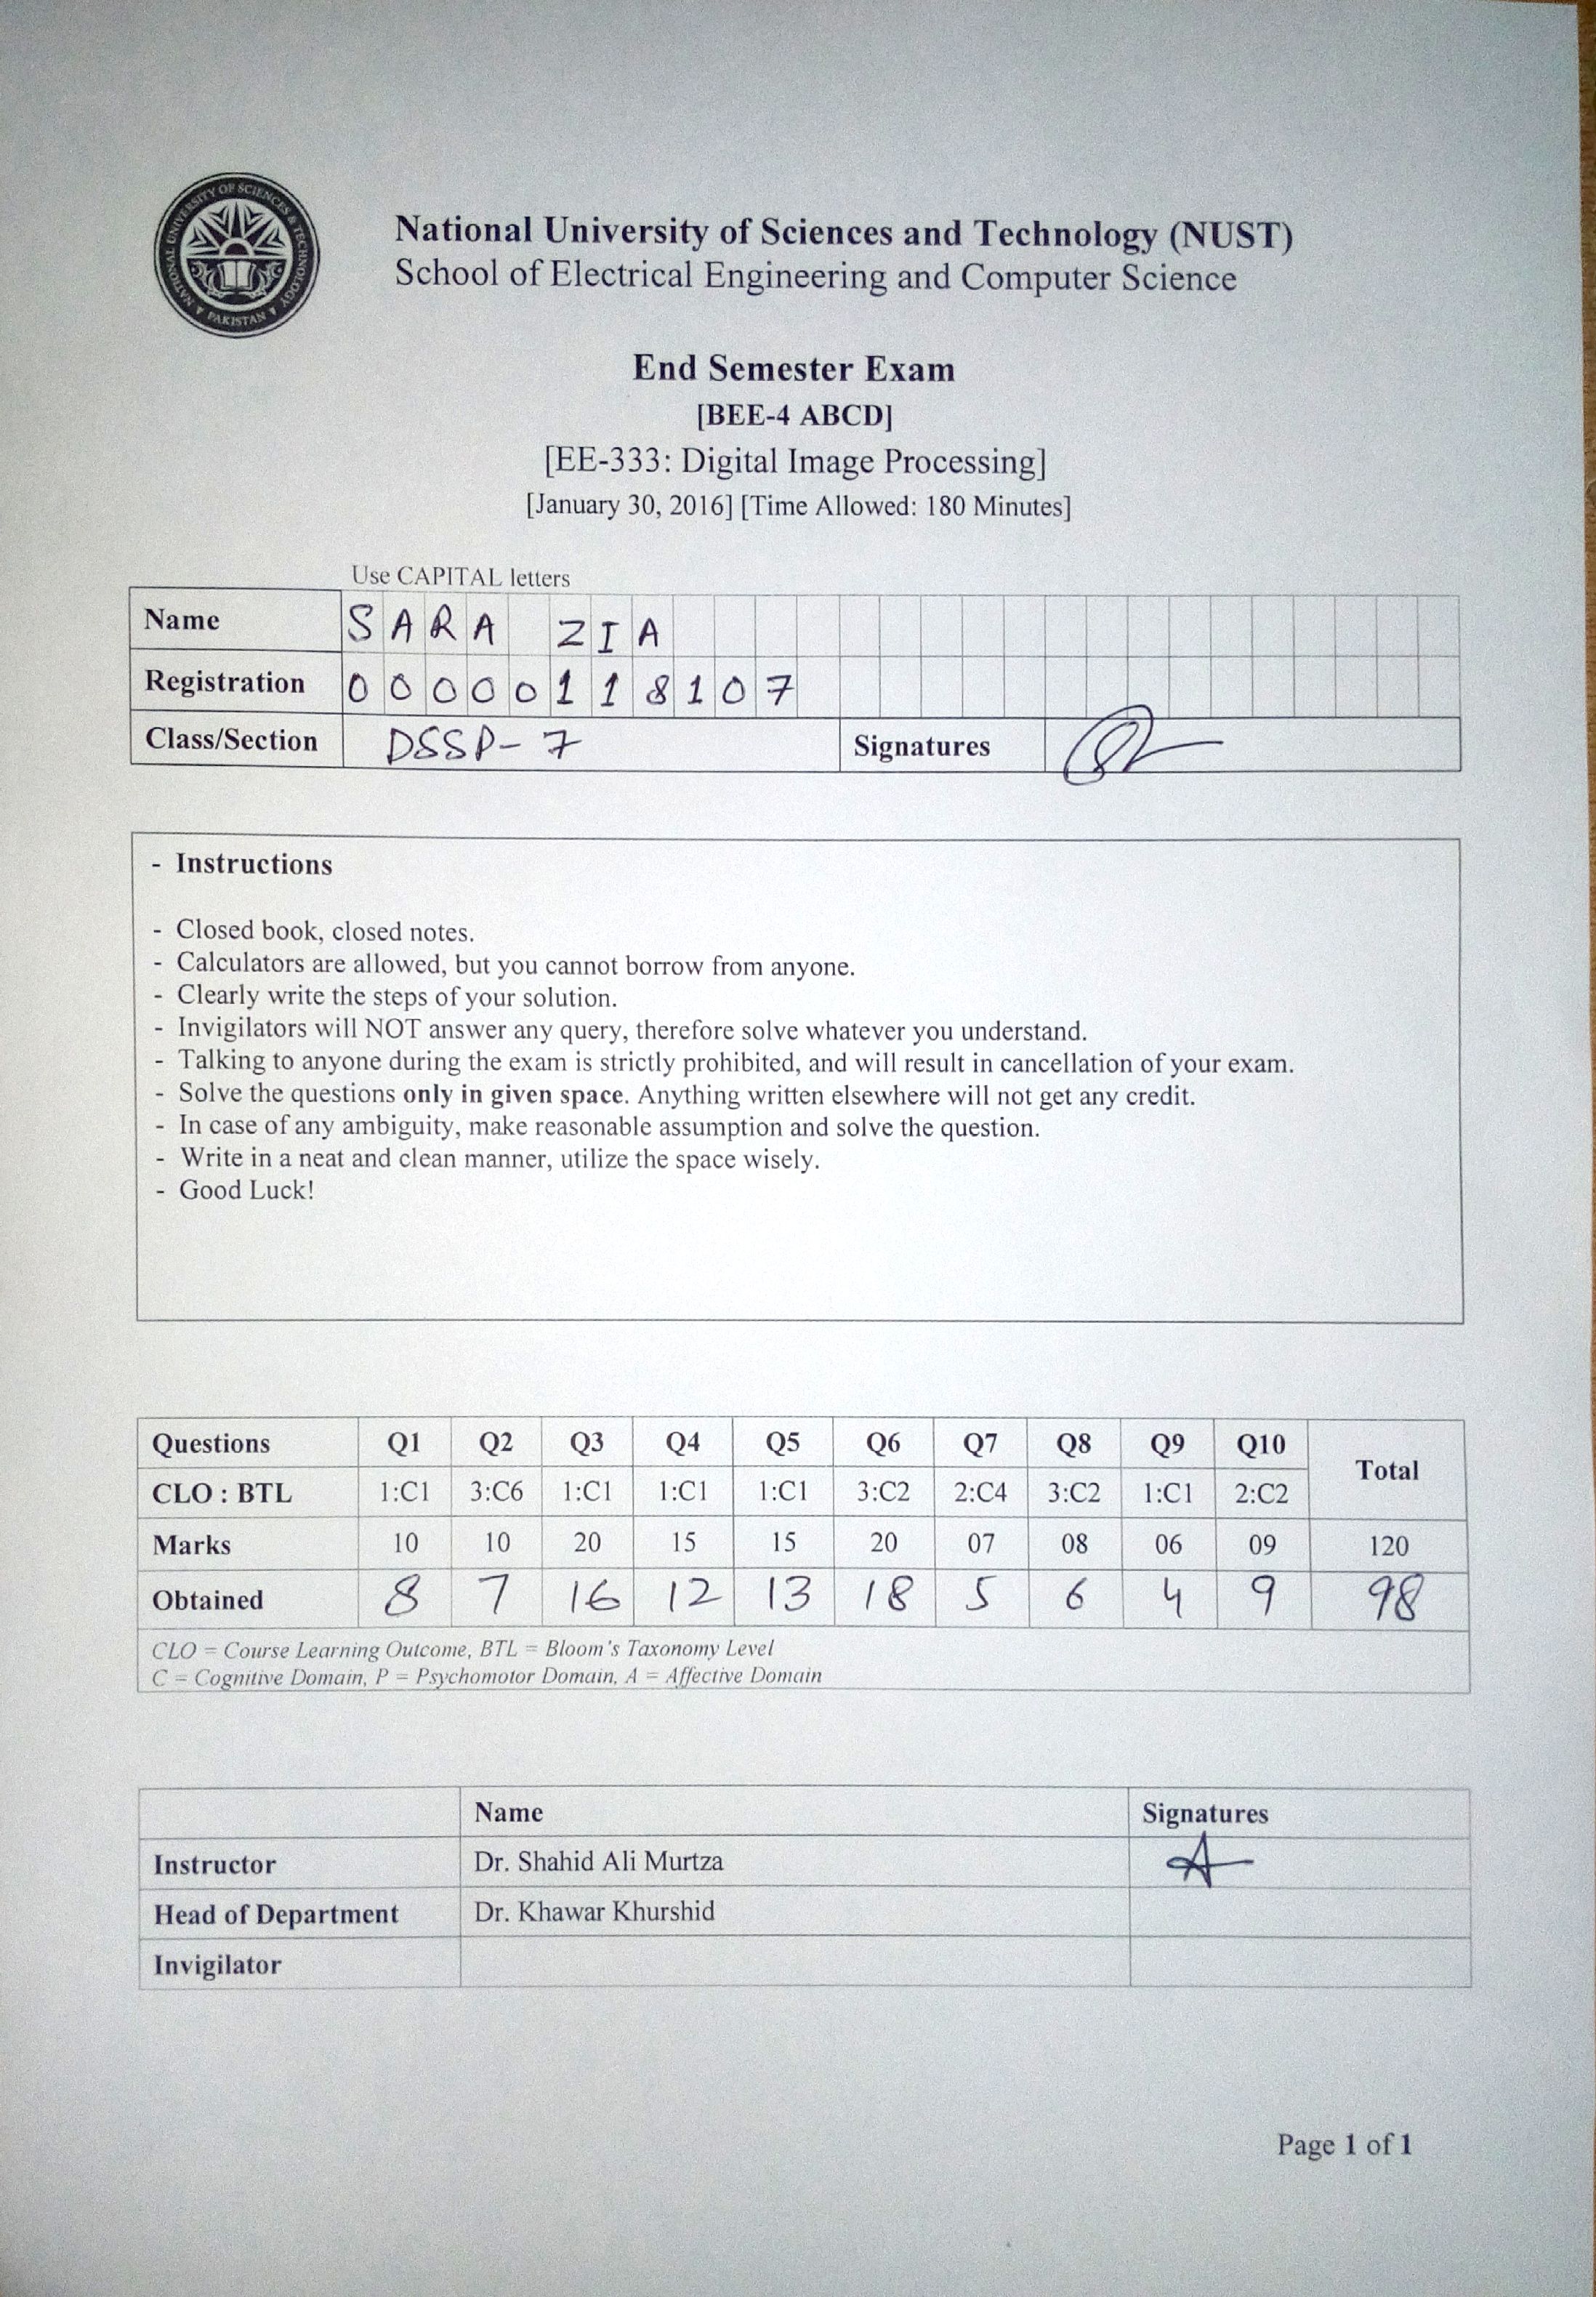 NATIONAL UNIVERSITY OF SCIENCES & TECHNOLOGY
PAKISTAN
National University of Sciences and Technology (NUST)
School of Electrical Engineering and Computer Science
End Semester Exam
[BEE-4 ABCD]
[EE-333: Digital Image Processing]
[January 30, 2016] [Time Allowed: 180 Minutes]
Use CAPITAL letters
Name SARA ZIA
Registration 00000118107
Class/Section DSSP-7 Signatures
- Instructions
- Closed book, closed notes.
- Calculators are allowed, but you cannot borrow from anyone.
- Clearly write the steps of your solution.
- Invigilators will NOT answer any query, therefore solve whatever you understand.
- Talking to anyone during the exam is strictly prohibited, and will result in cancellation of your exam.
- Solve the questions only in given space. Anything written elsewhere will not get any credit.
- In case of any ambiguity, make reasonable assumption and solve the question.
- Write in a neat and clean manner, utilize the space wisely.
- Good Luck!
Questions Q1 Q2 Q3 Q4 Q5 Q6 Q7 Q8 Q9 Q10 Total
CLO : BTL 1:C1 3:C6 1:C1 1:C1 1:C1 3:C2 2:C4 3:C2 1:C1 2:C2
Marks 10 10 20 15 15 20 07 08 06 09 120
Obtained 8 7 16 12 13 18 5 6 4 9 98
CLO = Course Learning Outcome, BTL = Bloom's Taxonomy Level
C = Cognitive Domain, P = Psychomotor Domain, A = Affective Domain
Name Signatures
Instructor Dr. Shahid Ali Murtza
Head of Department Dr. Khawar Khurshid
Invigilator
Page 1 of 1